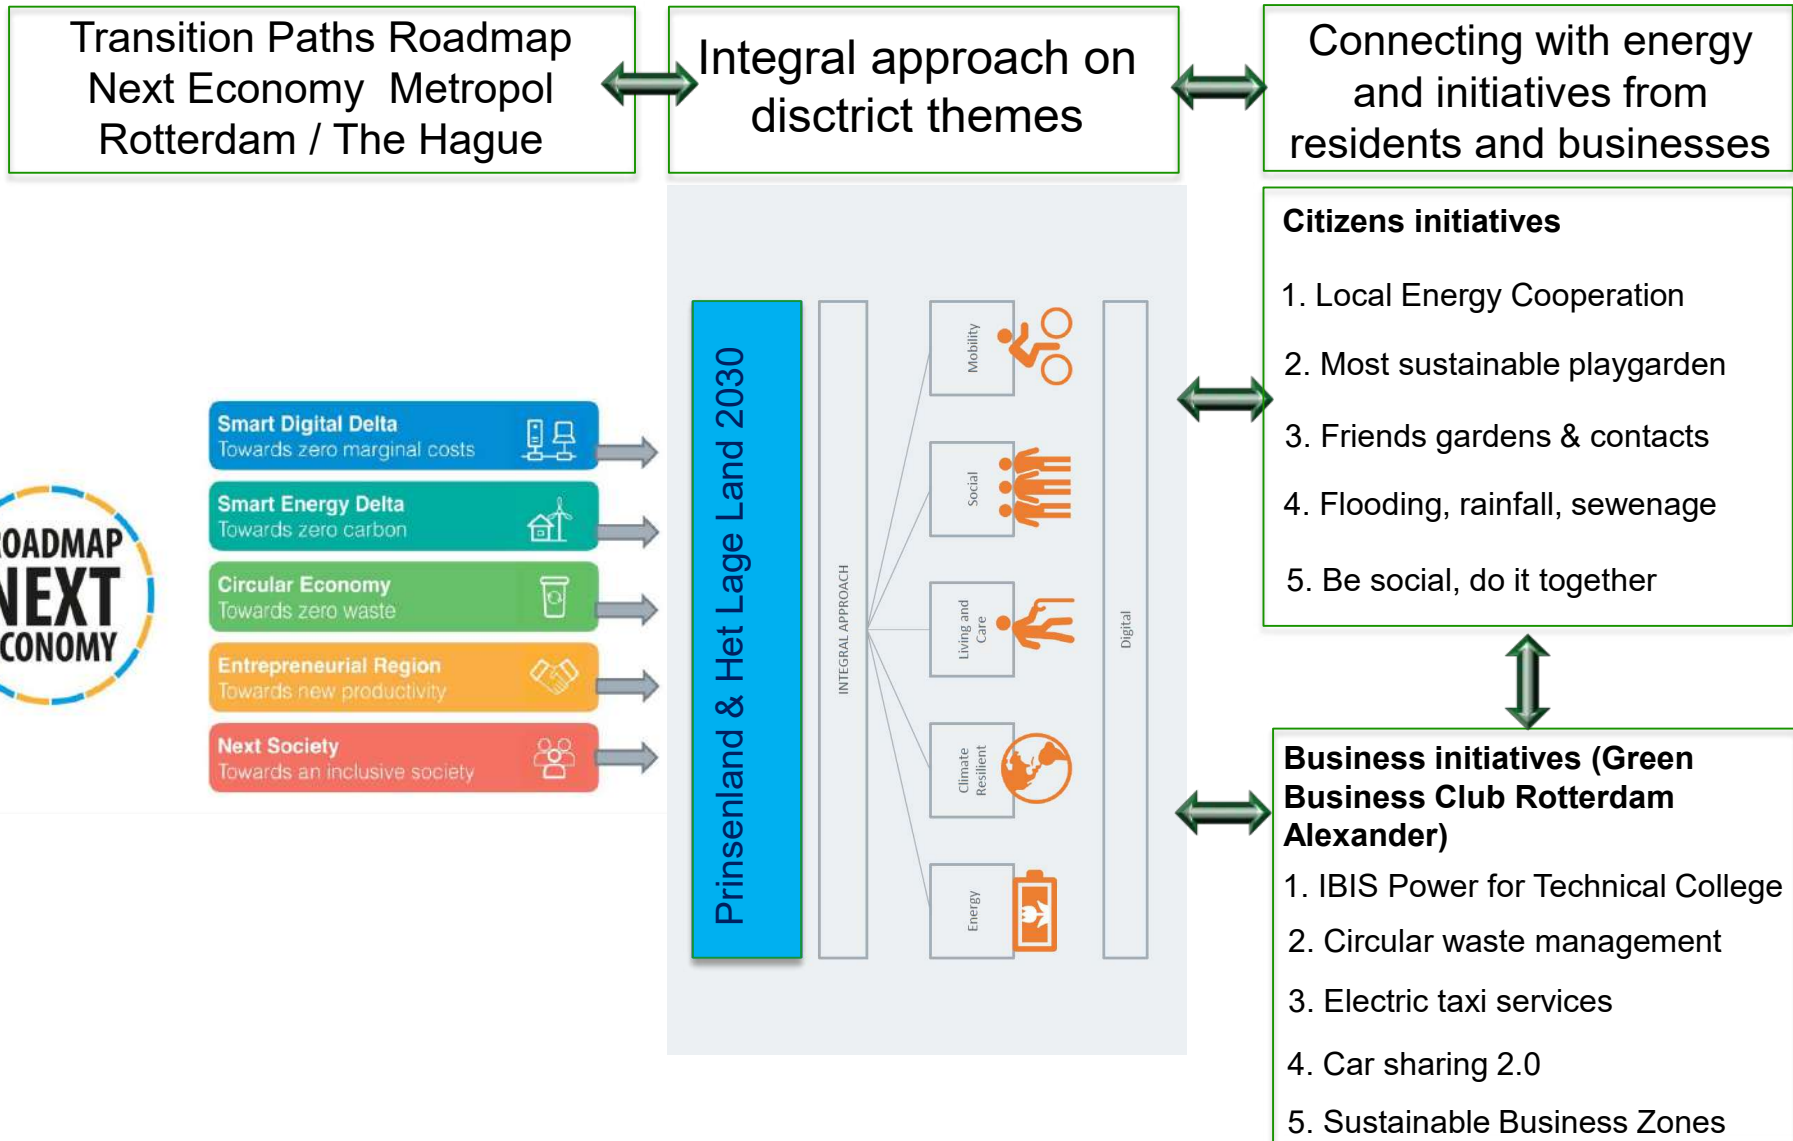 Transition Paths Roadmap
Next Economy Metropol
Rotterdam / The Hague
Integral approach on
disctrict themes
Connecting with energy
and initiatives from
residents and businesses
OADMAP
NEXT
CONOMY
Smart Digital Delta
Towards zero marginal costs
Smart Energy Delta
Towards zero carbon
Circular Economy
Towards zero waste
Entrepreneurial Region
Towards new productivity
Next Society
Towards an inclusive society
Prinsenland & Het Lage Land 2030
INTEGRAL APPROACH
Mobility
Social
Living and
Care
Climate
Resilient
Energy
Digital
Citizens initiatives
1. Local Energy Cooperation
2. Most sustainable playgarden
3. Friends gardens & contacts
4. Flooding, rainfall, sewenage
5. Be social, do it together
Business initiatives (Green
Business Club Rotterdam
Alexander)
1. IBIS Power for Technical College
2. Circular waste management
3. Electric taxi services
4. Car sharing 2.0
5. Sustainable Business Zones